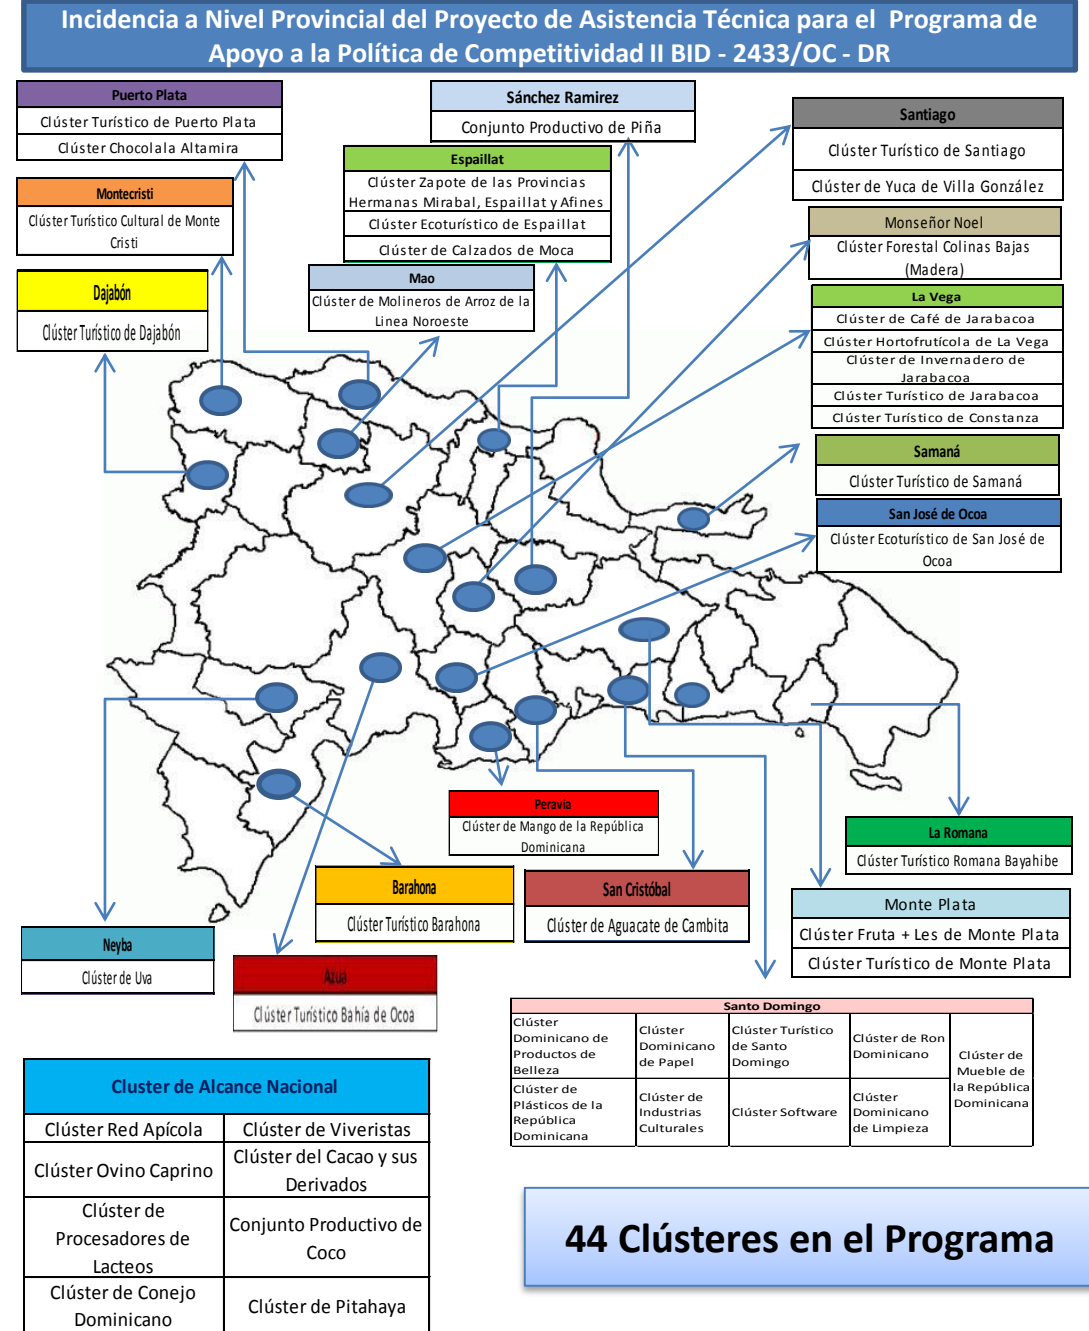 Incidencia a Nivel Provincial del Proyecto de Asistencia Técnica para el Programa de
Apoyo a la Política de Competitividad II BID - 2433/OC - DR
Puerto Plata
Clúster Turístico de Puerto Plata
Clúster Chocolala Altamira
Sánchez Ramirez
Conjunto Productivo de Piña
Santiago
Clúster Turístico de Santiago
Clúster de Yuca de Villa González
Espaillat
Clúster Zapote de las Provincias
Hermanas Mirabal, Espaillat y Afines
Clúster Ecoturístico de Espaillat
Clúster de Calzados de Moca
Montecristi
Clúster Turístico Cultural de Monte
Cristi
Monseñor Noel
Clúster Forestal Colinas Bajas
(Madera)
Mao
Clúster de Molineros de Arroz de la
Linea Noroeste
Dajabón
Clúster Turístico de Dajabón
La Vega
Clúster de Café de Jarabacoa
Clúster Hortofrutícola de La Vega
Clúster de Invernadero de
Jarabacoa
Clúster Turístico de Jarabacoa
Clúster Turístico de Constanza
Samaná
Clúster Turístico de Samaná
San José de Ocoa
Clúster Ecoturístico de San José de
Ocoa
Peravia
Clúster de Mango de la República
Dominicana
La Romana
Clúster Turístico Romana Bayahibe
Barahona
Clúster Turístico Barahona
San Cristóbal
Clúster de Aguacate de Cambita
Monte Plata
Clúster Fruta + Les de Monte Plata
Clúster Turístico de Monte Plata
Neyba
Clúster de Uva
Azua
Clúster Turístico Bahía de Ocoa
Santo Domingo
Clúster
Dominicano de
Productos de
Belleza
Clúster
Dominicano
de Papel
Clúster Turístico
de Santo
Domingo
Clúster de Ron
Dominicano
Clúster de
Mueble de
la República
Dominicana
Clúster de
Plásticos de la
República
Dominicana
Clúster de
Industrias
Culturales
Clúster Software
Clúster
Dominicano
de Limpieza
Cluster de Alcance Nacional
Clúster Red Apícola
Clúster de Viveristas
Clúster Ovino Caprino
Clúster del Cacao y sus
Derivados
Clúster de
Procesadores de
Lacteos
Conjunto Productivo de
Coco
Clúster de Conejo
Dominicano
Clúster de Pitahaya
44 Clústeres en el Programa